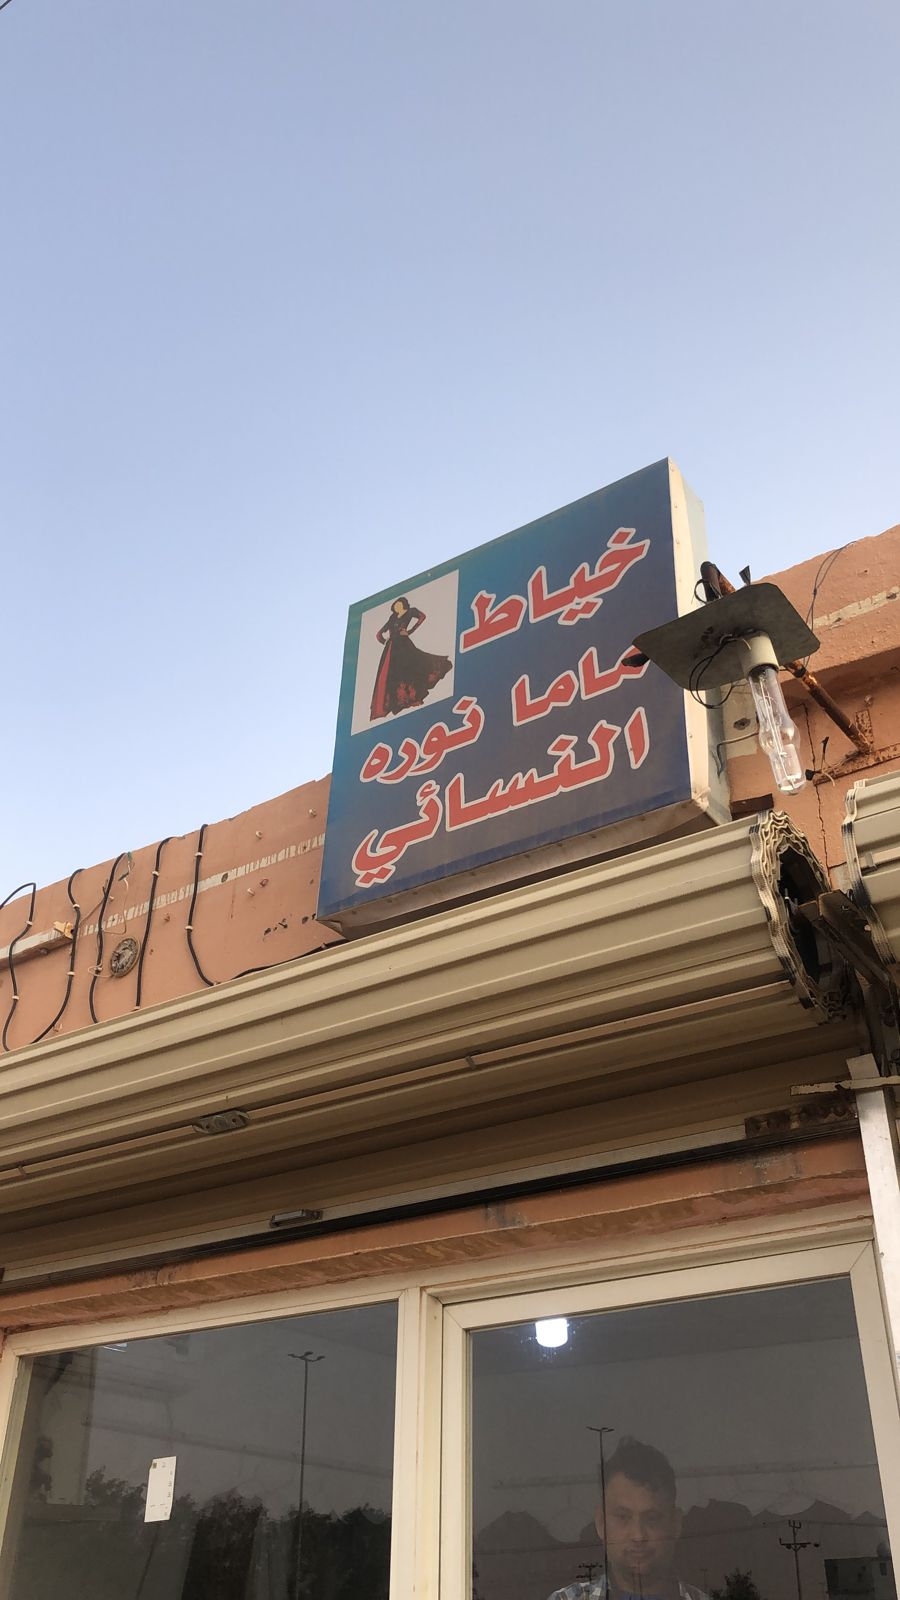 خياط
ماما نوره
النسائي